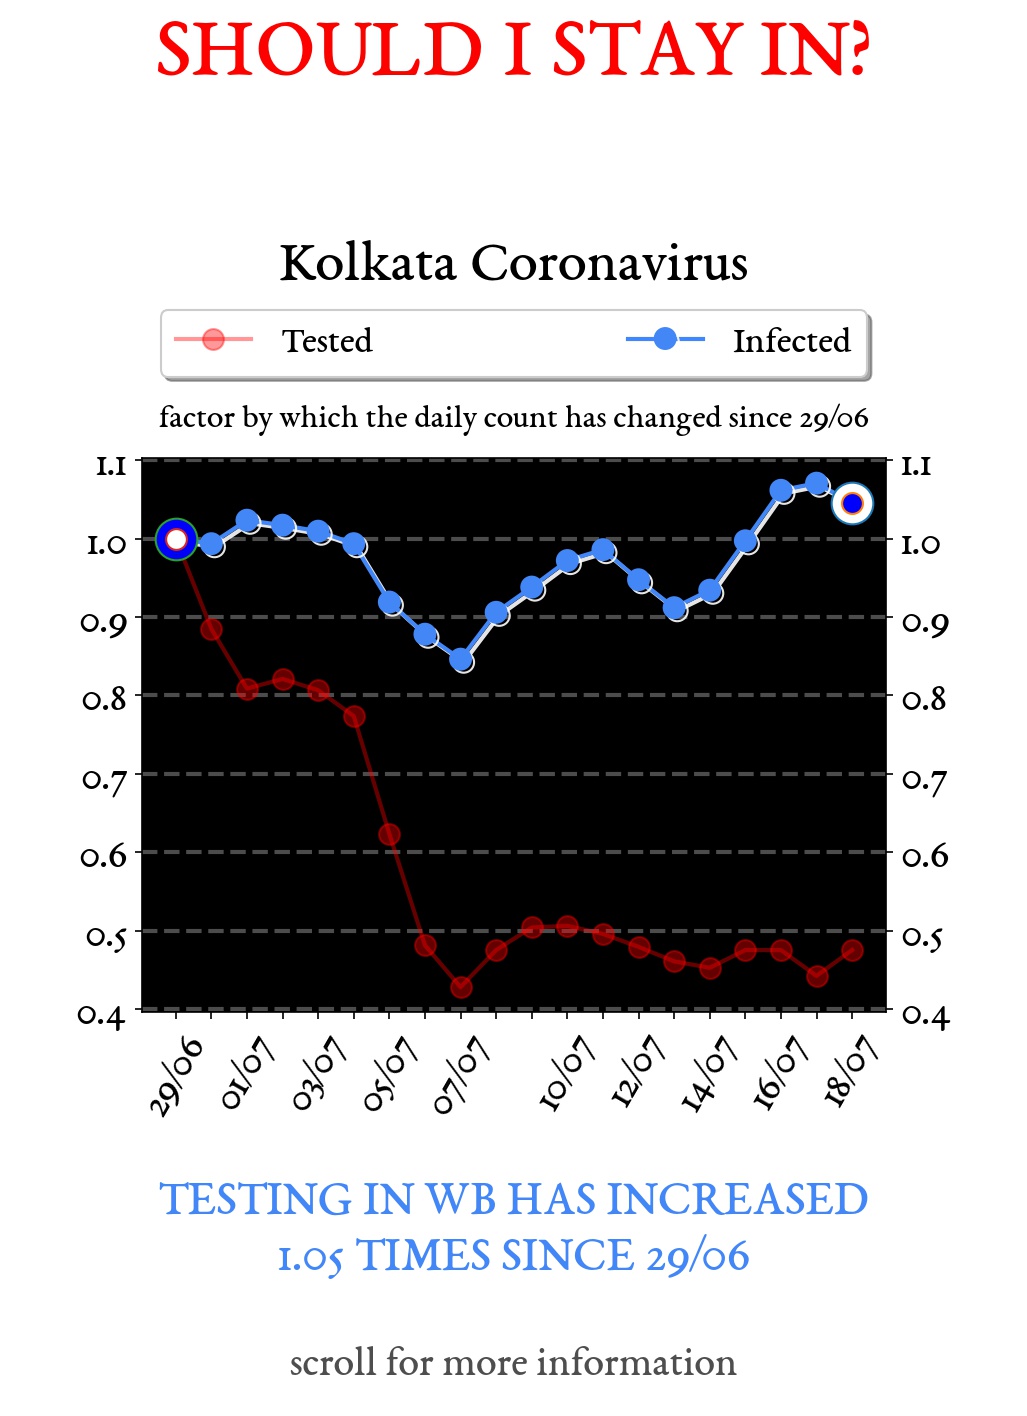 SHOULD I STAY IN?
Kolkata Coronavirus
Tested Infected
factor by which the daily count has changed since 29/06
1.1 1.1
1.0 1.0
0.9 0.9
0.8 0.8
0.7 0.7
0.6 0.6
0.5 0.5
0.4 0.4
29/06 01/07 03/07 05/07 07/07 10/07 12/07 14/07 16/07 18/07
TESTING IN WB HAS INCREASED
1.05 TIMES SINCE 29/06
scroll for more information